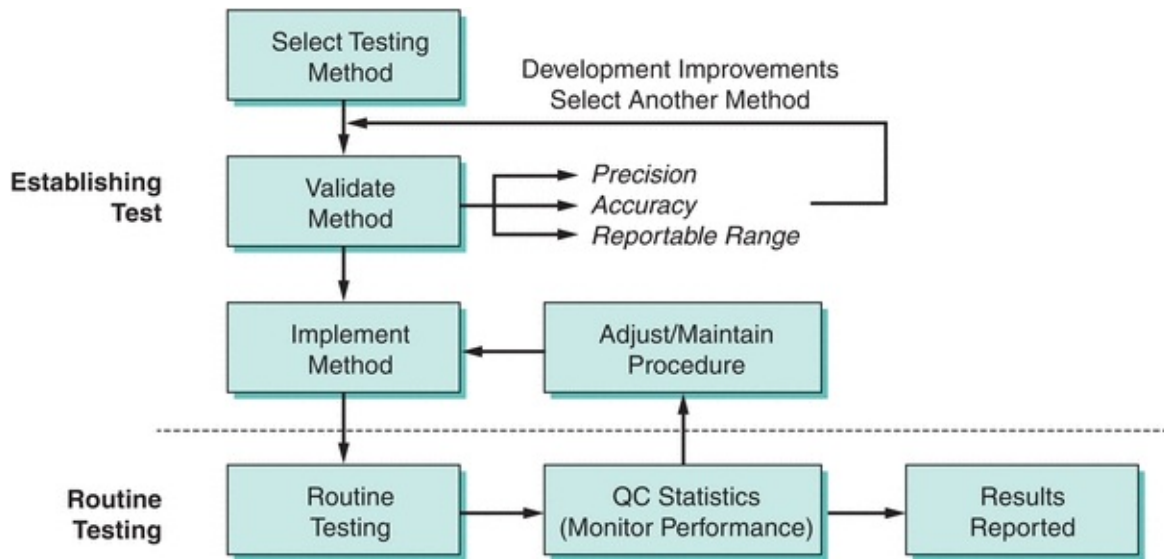 Select Testing
Method
Development Improvements
Select Another Method
Establishing
Test
Validate
Method
Precision
Accuracy
Reportable Range
Implement
Method
Adjust/Maintain
Procedure
Routine
Testing
Routine
Testing
QC Statistics
(Monitor Performance)
Results
Reported